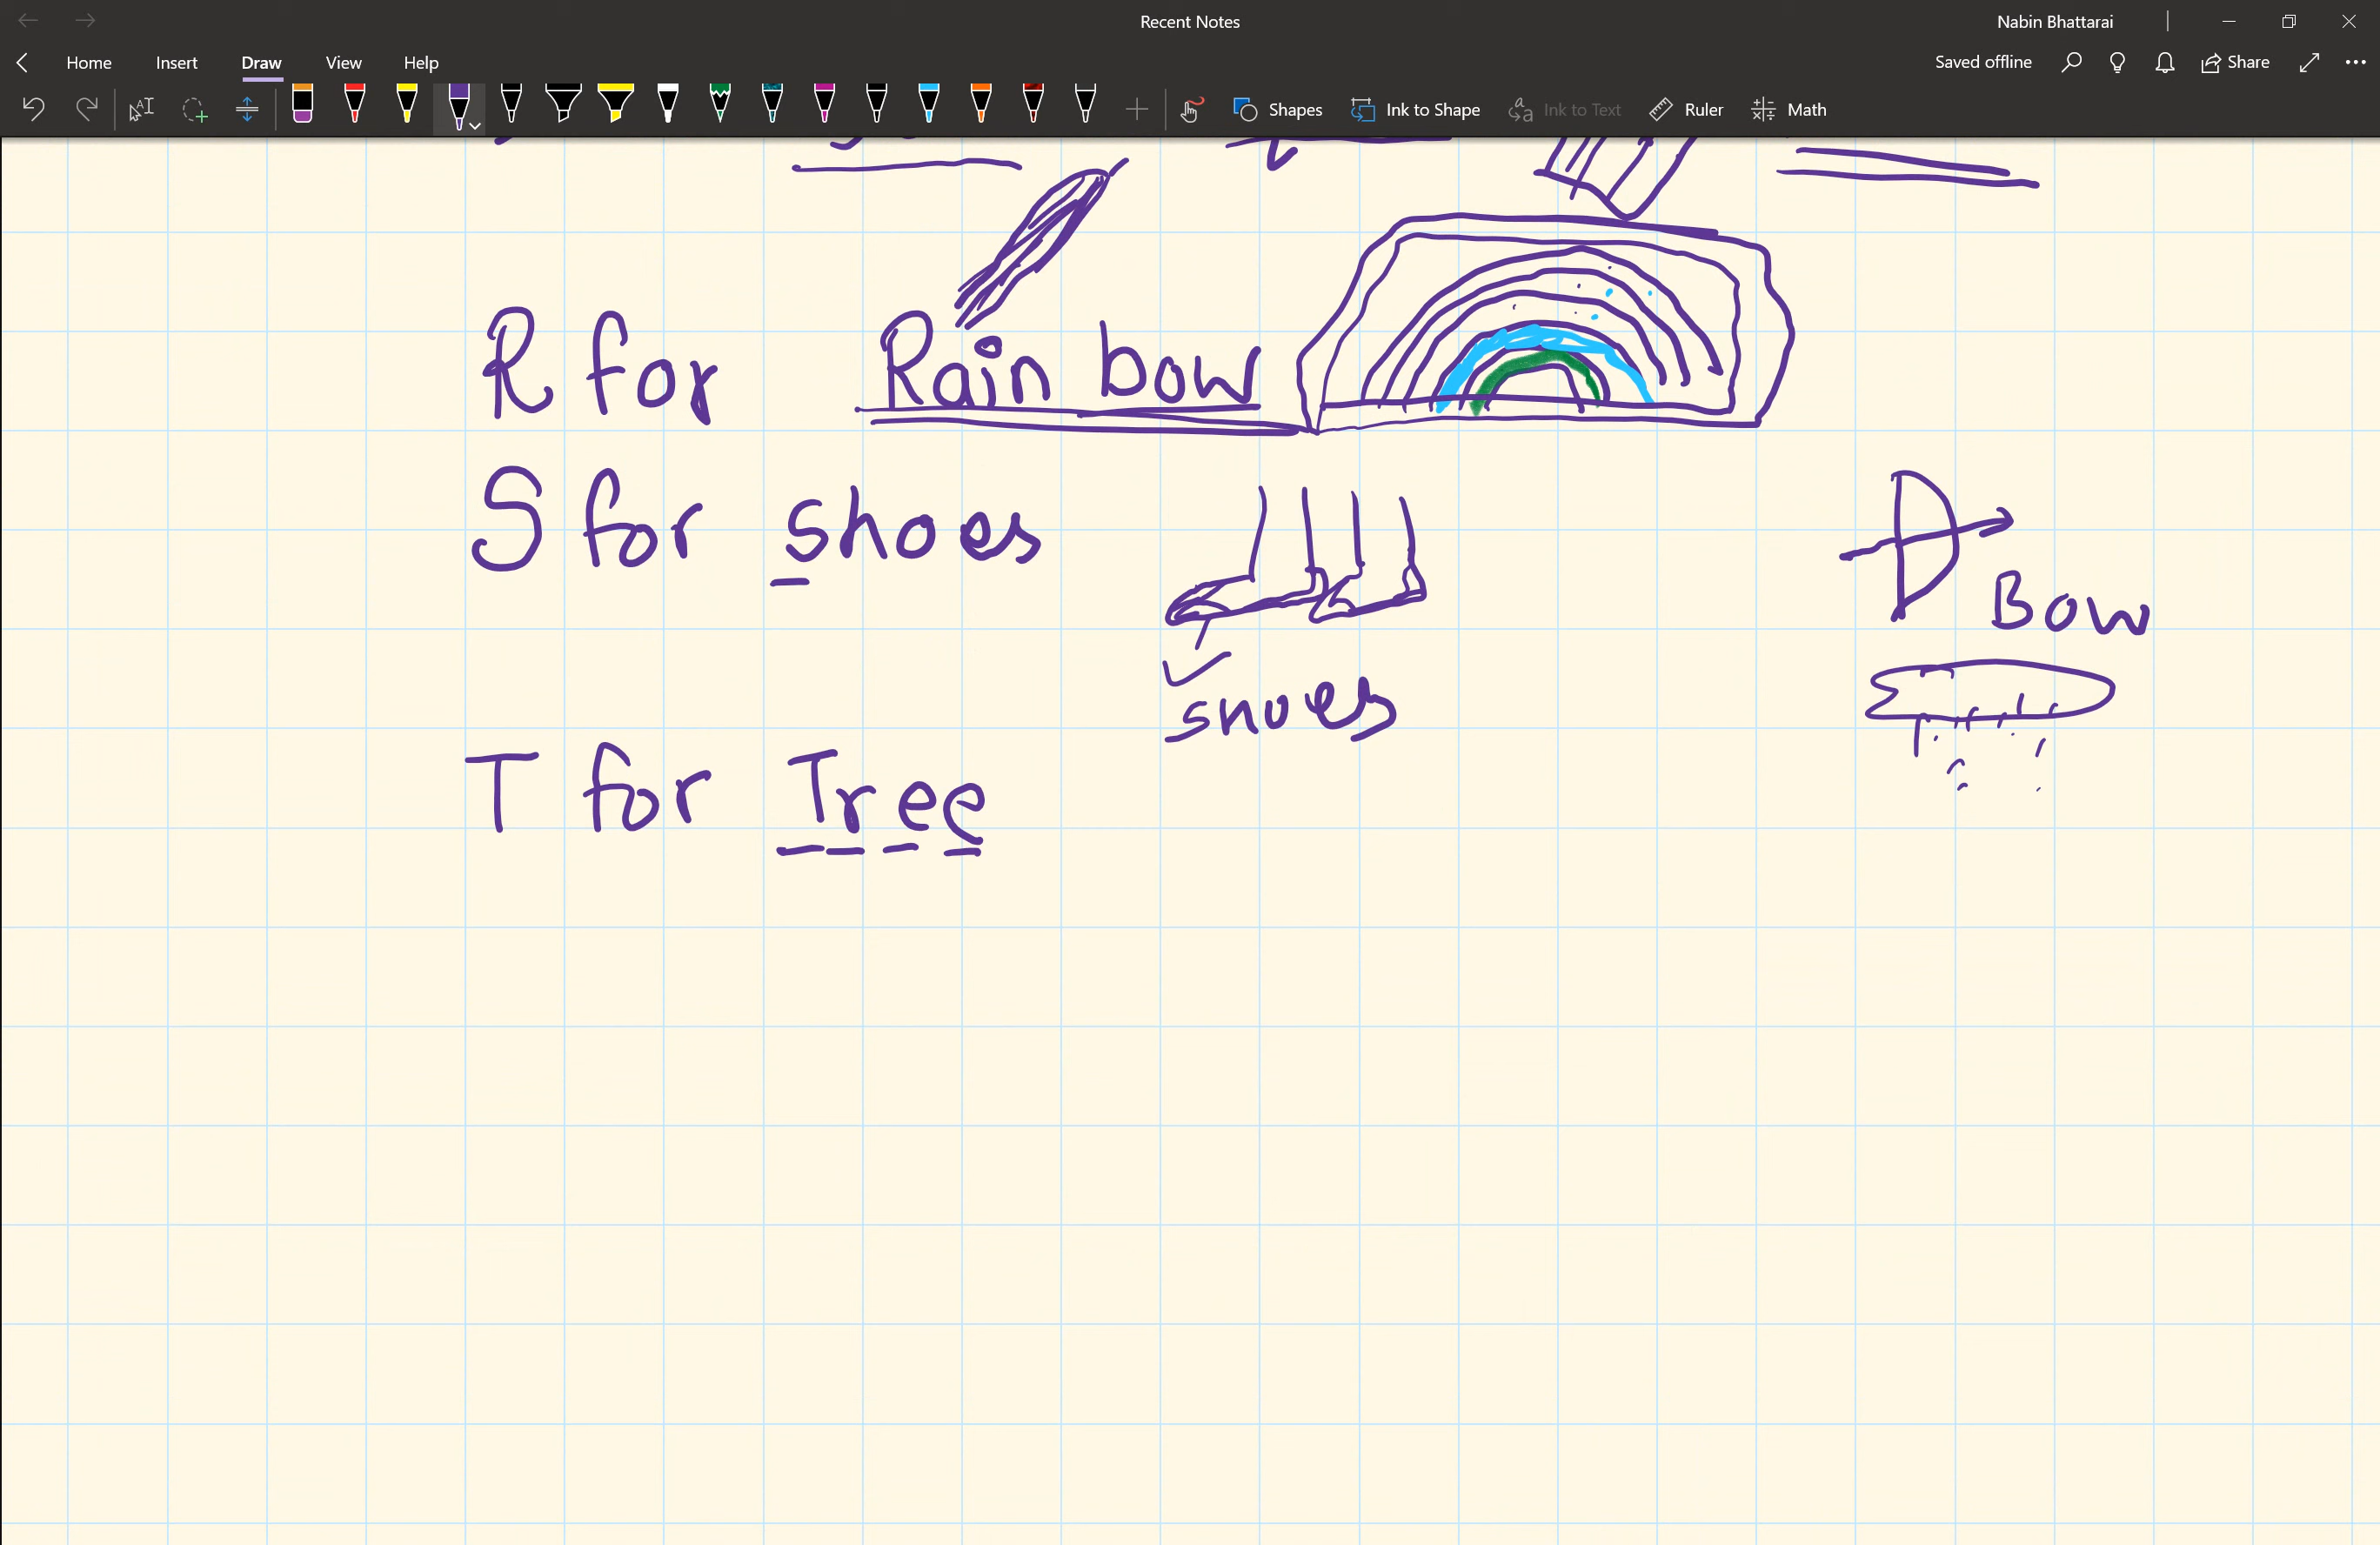 Recent Notes
Nabin Bhattarai
Home Insert Draw View Help
Saved offline
Share
Shapes
Ink to Shape
Ink to Text
Ruler
Math
R for Rain bow
S for shoes
Bow
T for Tree